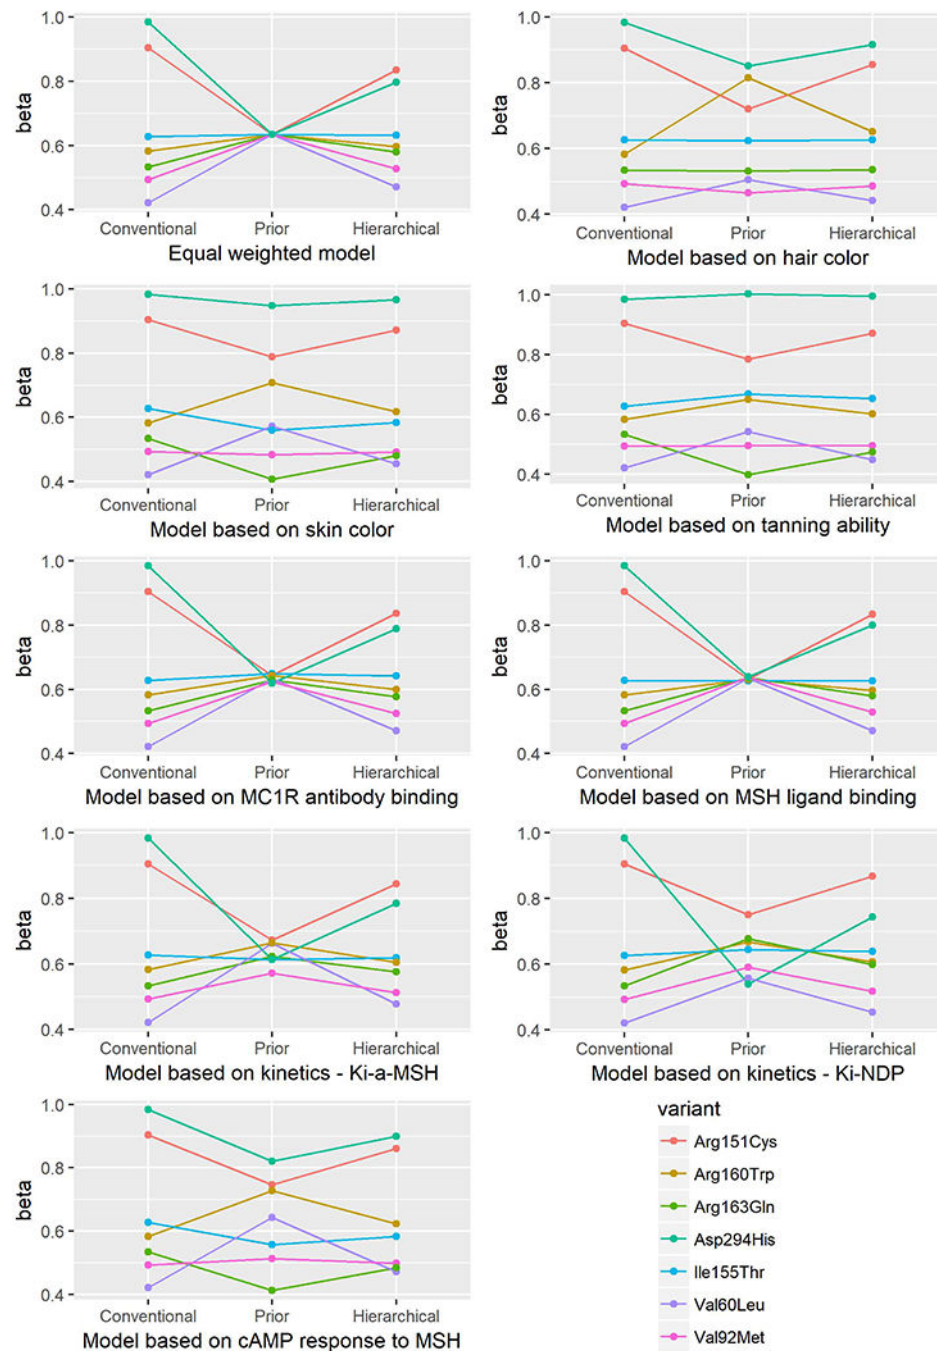 1.0
0.8
0.6
0.4
beta
Conventional Prior Hierarchical
Equal weighted model
1.0
0.8
0.6
0.4
beta
Conventional Prior Hierarchical
Model based on hair color
1.0
0.8
0.6
0.4
beta
Conventional Prior Hierarchical
Model based on skin color
1.0
0.8
0.6
0.4
beta
Conventional Prior Hierarchical
Model based on tanning ability
1.0
0.8
0.6
0.4
beta
Conventional Prior Hierarchical
Model based on MC1R antibody binding
1.0
0.8
0.6
0.4
beta
Conventional Prior Hierarchical
Model based on MSH ligand binding
1.0
0.8
0.6
0.4
beta
Conventional Prior Hierarchical
Model based on kinetics - Ki-a-MSH
1.0
0.8
0.6
0.4
beta
Conventional Prior Hierarchical
Model based on kinetics - Ki-NDP
1.0
0.8
0.6
0.4
beta
Conventional Prior Hierarchical
Model based on cAMP response to MSH
variant
Arg151Cys
Arg160Trp
Arg163Gln
Asp294His
Ile155Thr
Val60Leu
Val92Met